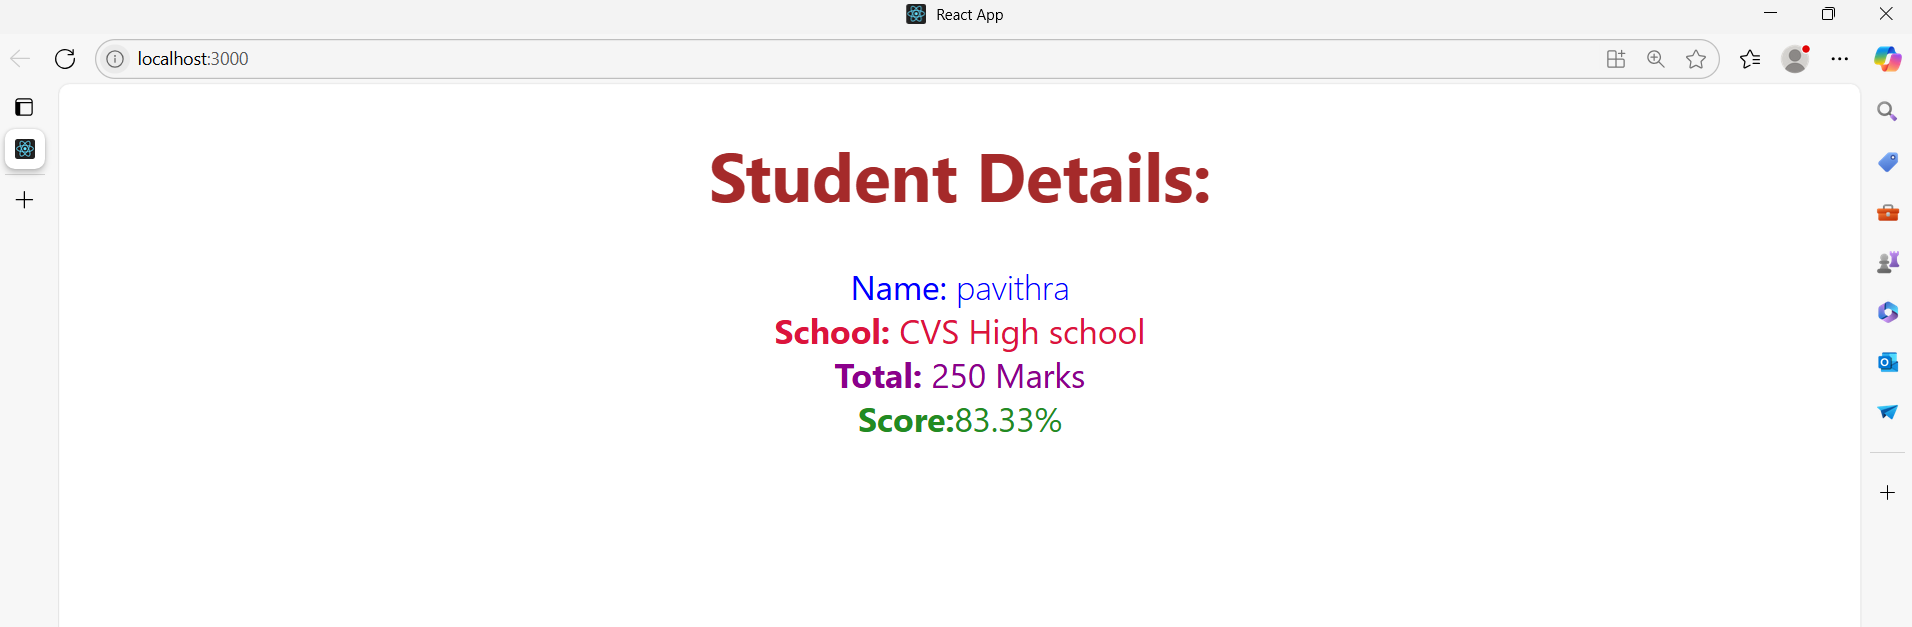 React App
localhost:3000
Student Details:
Name: pavithra
School: CVS High school
Total: 250 Marks
Score:83.33%